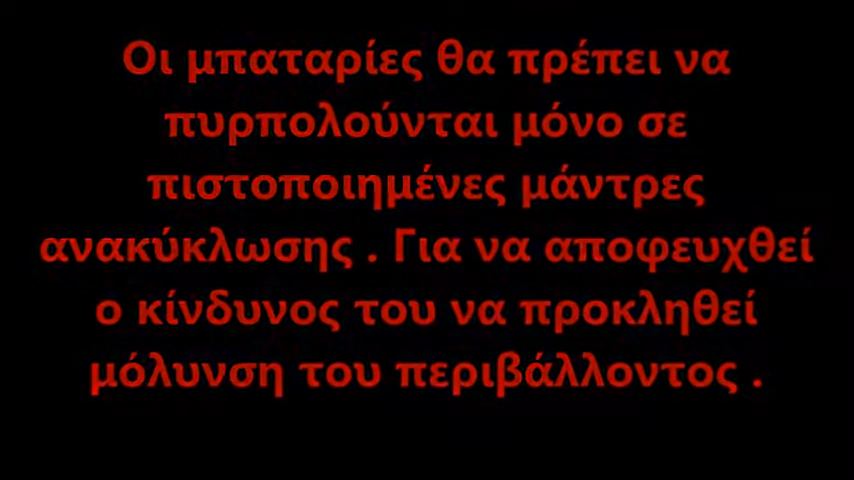 Οι μπαταρίες θα πρέπει να
πυρπολούνται μόνο σε
πιστοποιημένες μάντρες
ανακύκλωσης . Για να αποφευχθεί
ο κίνδυνος του να προκληθεί
μόλυνση του περιβάλλοντος .